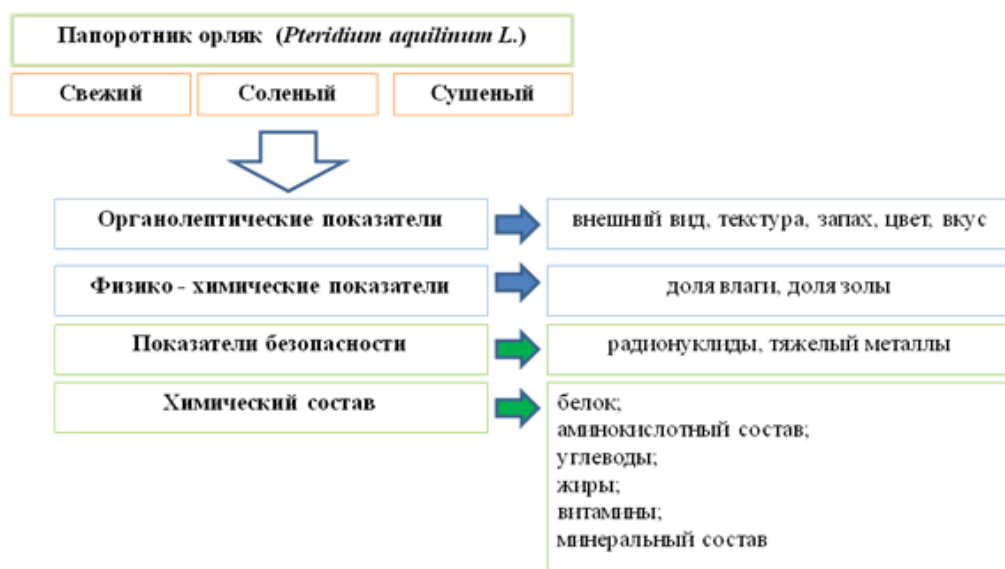 Папоротник орляк (Pteridium aquilinum L.)
Свежий
Соленый
Сушеный
Органолептические показатели
внешний вид, текстура, запах, цвет, вкус
Физико - химические показатели
доля влаги, доля золы
Показатели безопасности
радионуклиды, тяжелый металлы
Химический состав
белок;
аминокислотный состав;
углеводы;
жиры;
витамины;
минеральный состав